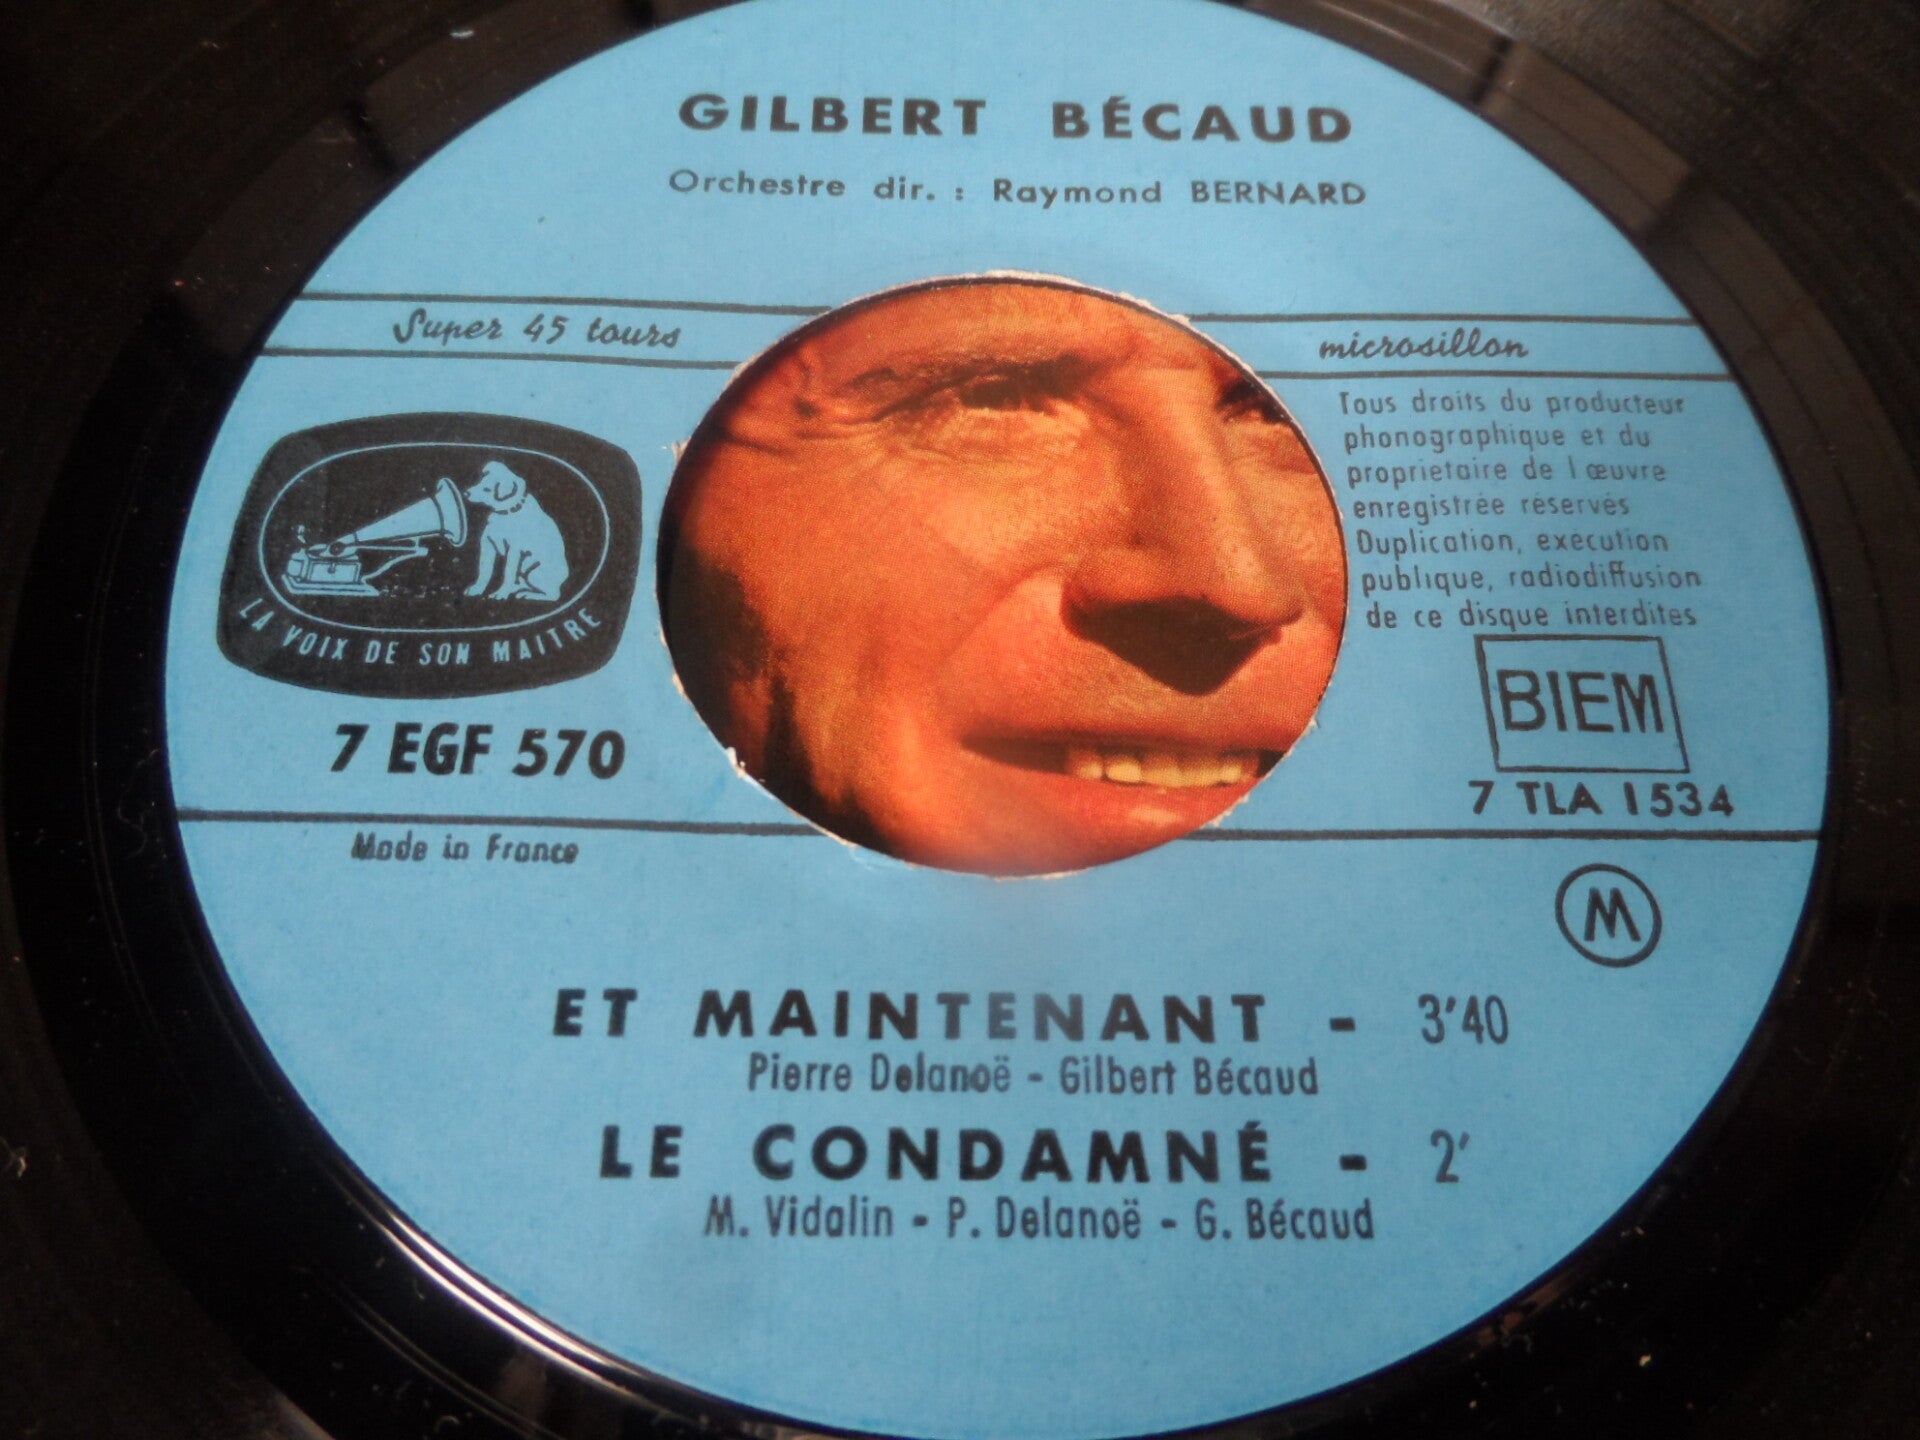 GILBERT BÉCAUD
Orchestre dir. : Raymond BERNARD
Super 45 tours
microsillon
LA VOIX DE SON MAITRE
7 EGF 570
Tous droits du producteur
phonographique et du
proprietaire de l œuvre
enregistrée réservés
Duplication, exécution
publique, radiodiffusion
de ce disque interdites
BIEM
7 TLA 1534
Made in France
M
ET MAINTENANT - 3'40
Pierre Delanoë - Gilbert Bécaud
LE CONDAMNÉ - 2'
M. Vidalin - P. Delanoë - G. Bécaud